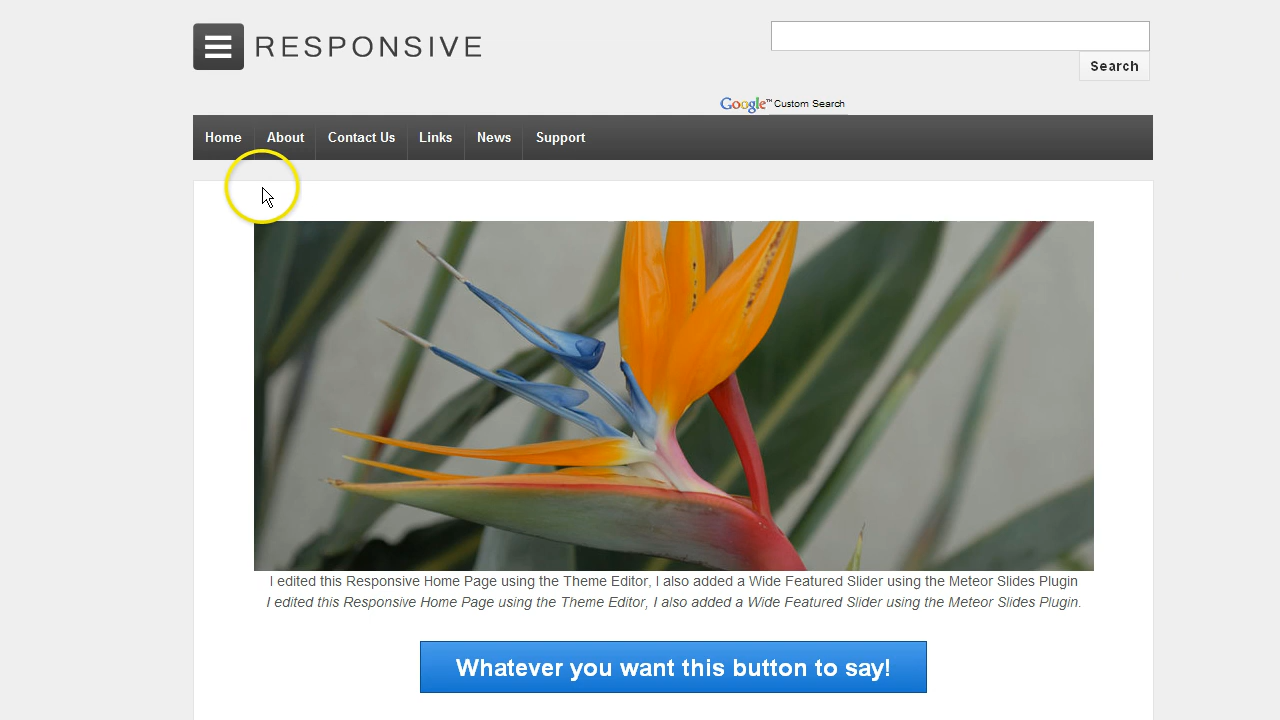 RESPONSIVE
Search
Google™ Custom Search
Home About Contact Us Links News Support
I edited this Responsive Home Page using the Theme Editor, I also added a Wide Featured Slider using the Meteor Slides Plugin
I edited this Responsive Home Page using the Theme Editor, I also added a Wide Featured Slider using the Meteor Slides Plugin.
Whatever you want this button to say!